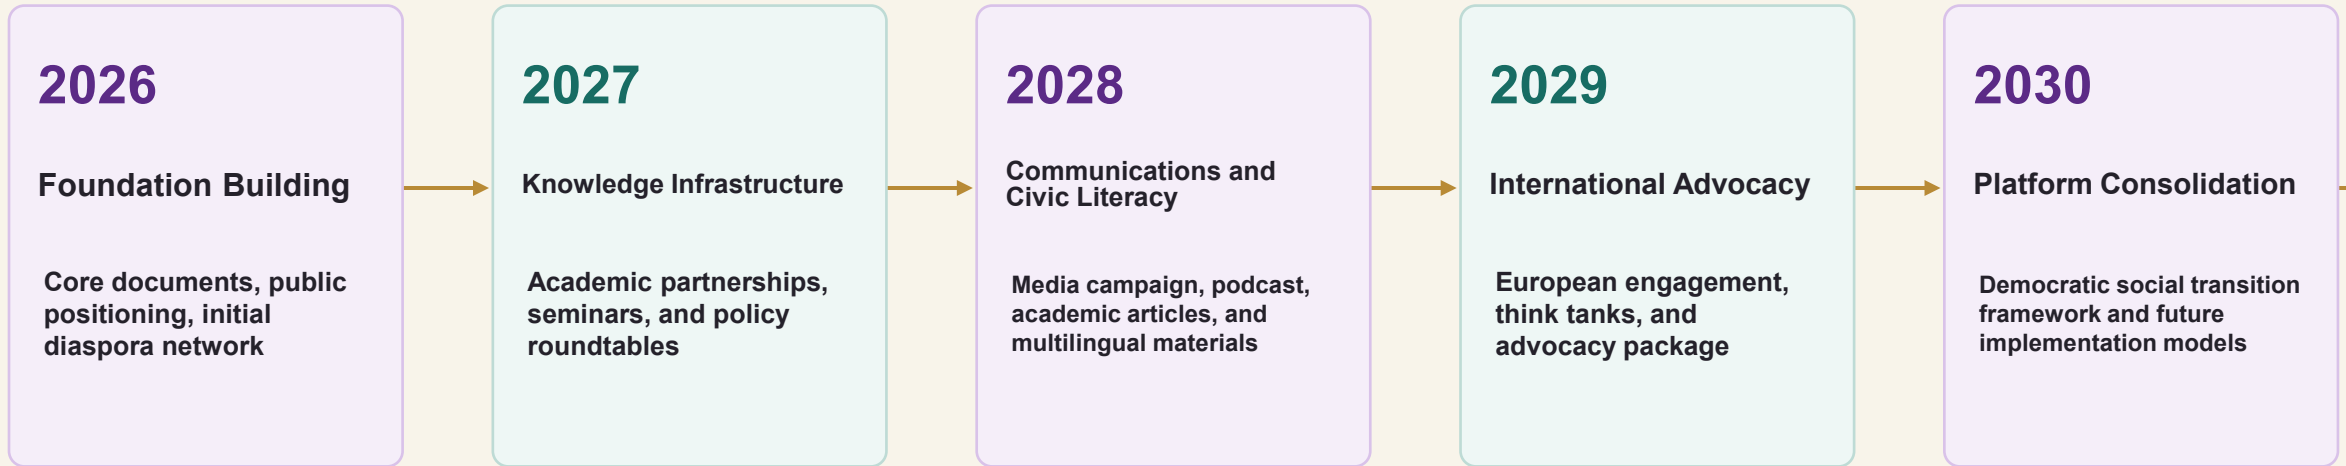 2026
Foundation Building
Core documents, public
positioning, initial
diaspora network
2027
Knowledge Infrastructure
Academic partnerships,
seminars, and policy
roundtables
2028
Communications and
Civic Literacy
Media campaign, podcast,
academic articles, and
multilingual materials
2029
International Advocacy
European engagement,
think tanks, and
advocacy package
2030
Platform Consolidation
Democratic social transition
framework and future
implementation models